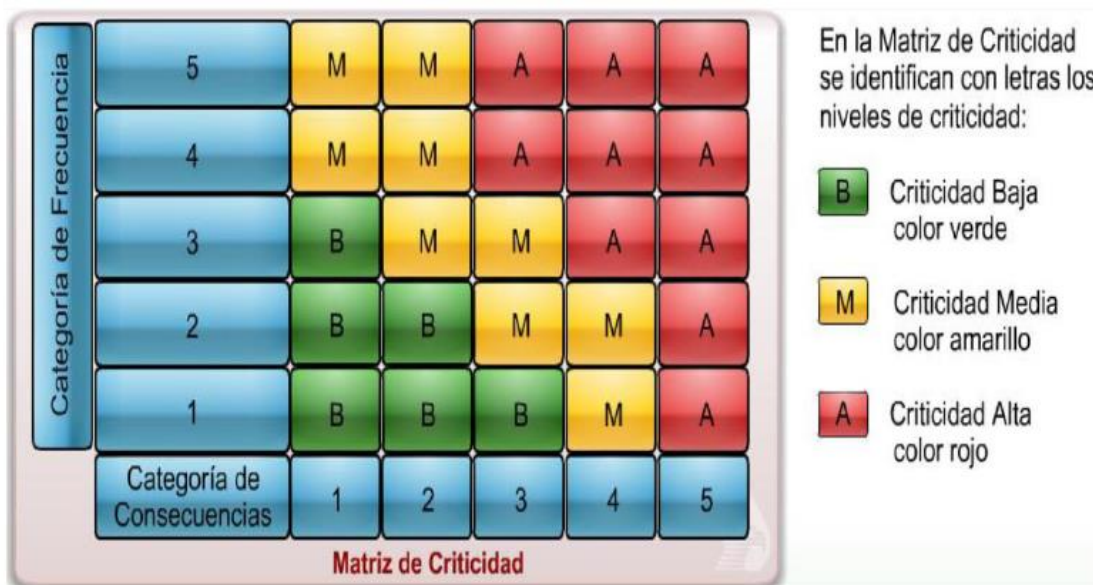 Categoría de Frecuencia
5 M M A A A
4 M M A A A
3 B M M A A
2 B B M M A
1 B B B M A
Categoría de
Consecuencias
1 2 3 4 5
Matriz de Criticidad
En la Matriz de Criticidad
se identifican con letras los
niveles de criticidad:
B Criticidad Baja
color verde
M Criticidad Media
color amarillo
A Criticidad Alta
color rojo